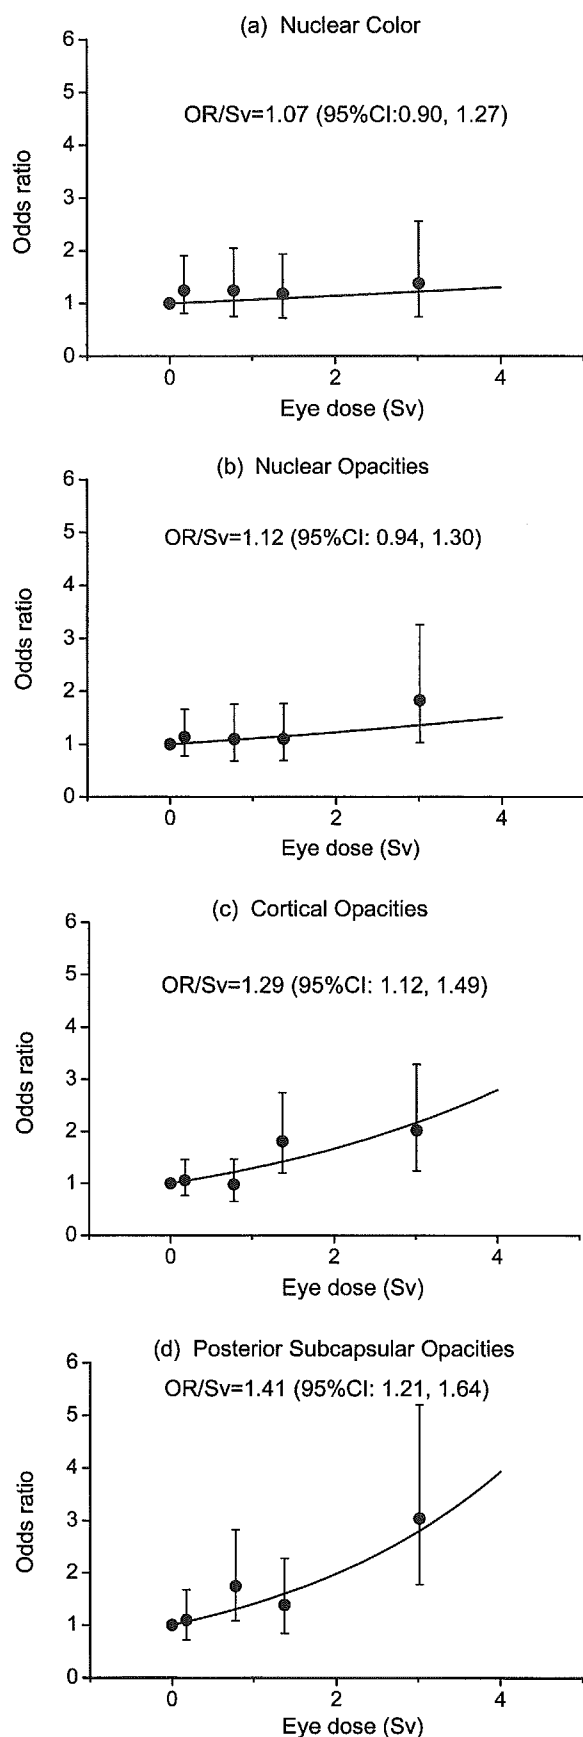 (a) Nuclear Color
6
5
4
3
2
1
0
Odds ratio
OR/Sv=1.07 (95%CI:0.90, 1.27)
0 2 4
Eye dose (Sv)
(b) Nuclear Opacities
6
5
4
3
2
1
0
Odds ratio
OR/Sv=1.12 (95%CI: 0.94, 1.30)
0 2 4
Eye dose (Sv)
(c) Cortical Opacities
6
5
4
3
2
1
0
Odds ratio
OR/Sv=1.29 (95%CI: 1.12, 1.49)
0 2 4
Eye dose (Sv)
(d) Posterior Subcapsular Opacities
6
5
4
3
2
1
0
Odds ratio
OR/Sv=1.41 (95%CI: 1.21, 1.64)
0 2 4
Eye dose (Sv)